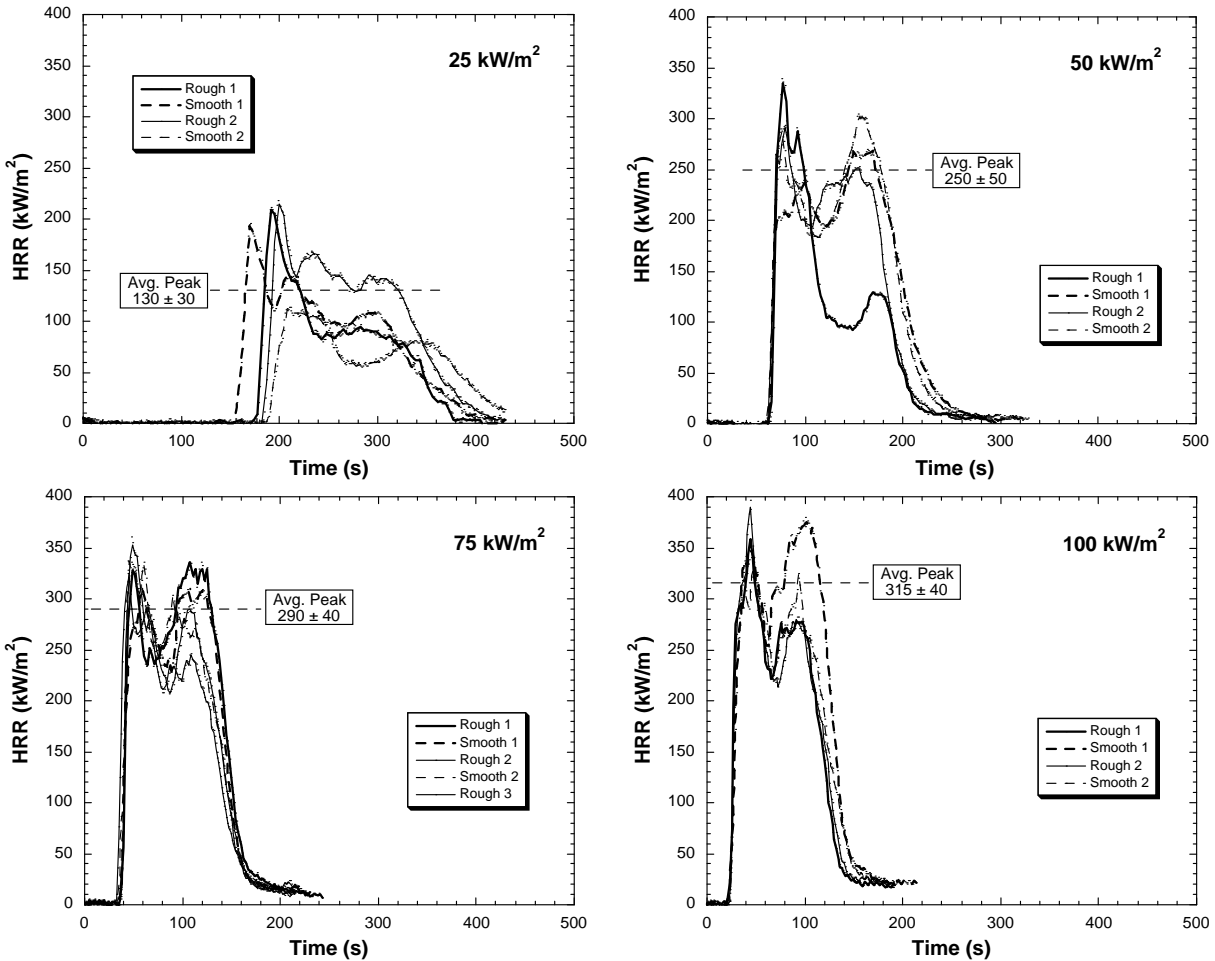 25 kW/m²
Rough 1
Smooth 1
Rough 2
Smooth 2
Avg. Peak
130 ± 30
HRR (kW/m²)
400
350
300
250
200
150
100
50
0
0 100 200 300 400 500
Time (s)
50 kW/m²
Avg. Peak
250 ± 50
Rough 1
Smooth 1
Rough 2
Smooth 2
HRR (kW/m²)
400
350
300
250
200
150
100
50
0
0 100 200 300 400 500
Time (s)
75 kW/m²
Avg. Peak
290 ± 40
Rough 1
Smooth 1
Rough 2
Smooth 2
Rough 3
HRR (kW/m²)
400
350
300
250
200
150
100
50
0
0 100 200 300 400 500
Time (s)
100 kW/m²
Avg. Peak
315 ± 40
Rough 1
Smooth 1
Rough 2
Smooth 2
HRR (kW/m²)
400
350
300
250
200
150
100
50
0
0 100 200 300 400 500
Time (s)